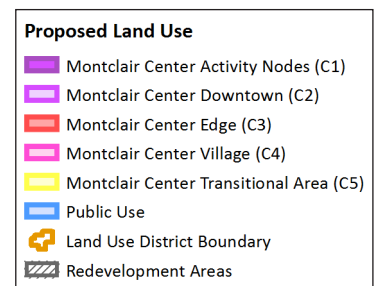 Proposed Land Use
Montclair Center Activity Nodes (C1)
Montclair Center Downtown (C2)
Montclair Center Edge (C3)
Montclair Center Village (C4)
Montclair Center Transitional Area (C5)
Public Use
Land Use District Boundary
Redevelopment Areas